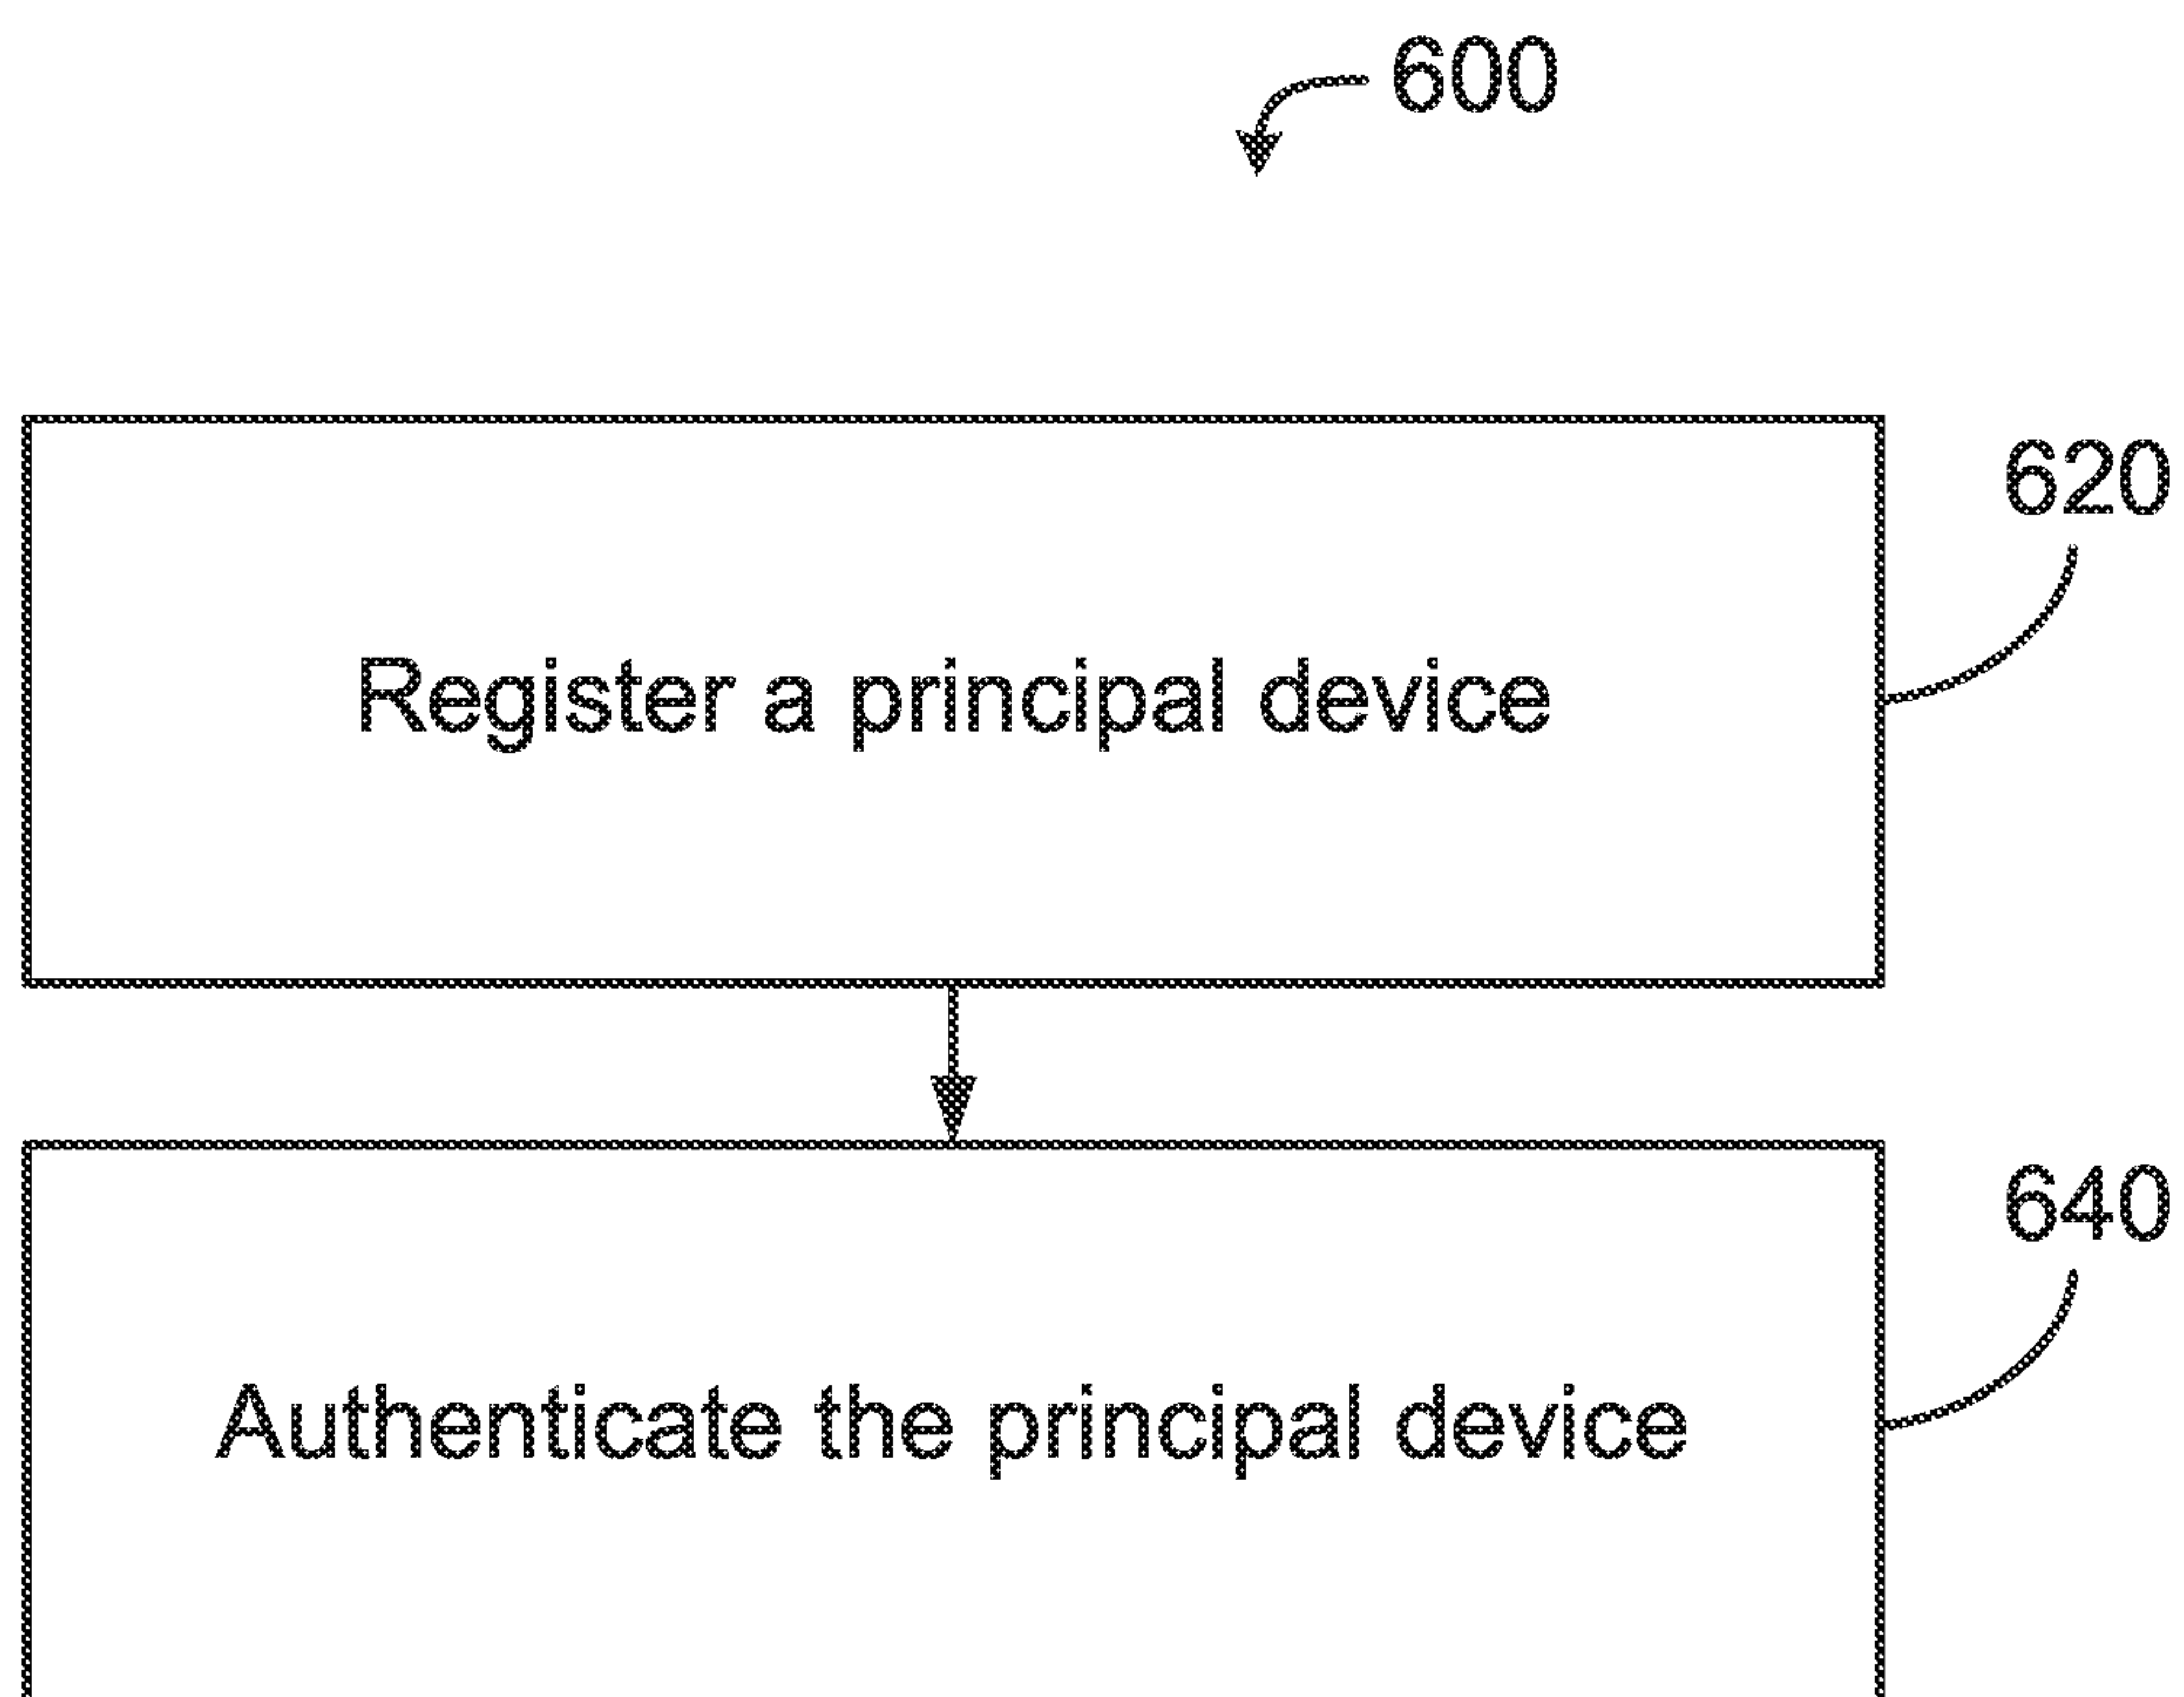 600
620
Register a principal device
640
Authenticate the principal device